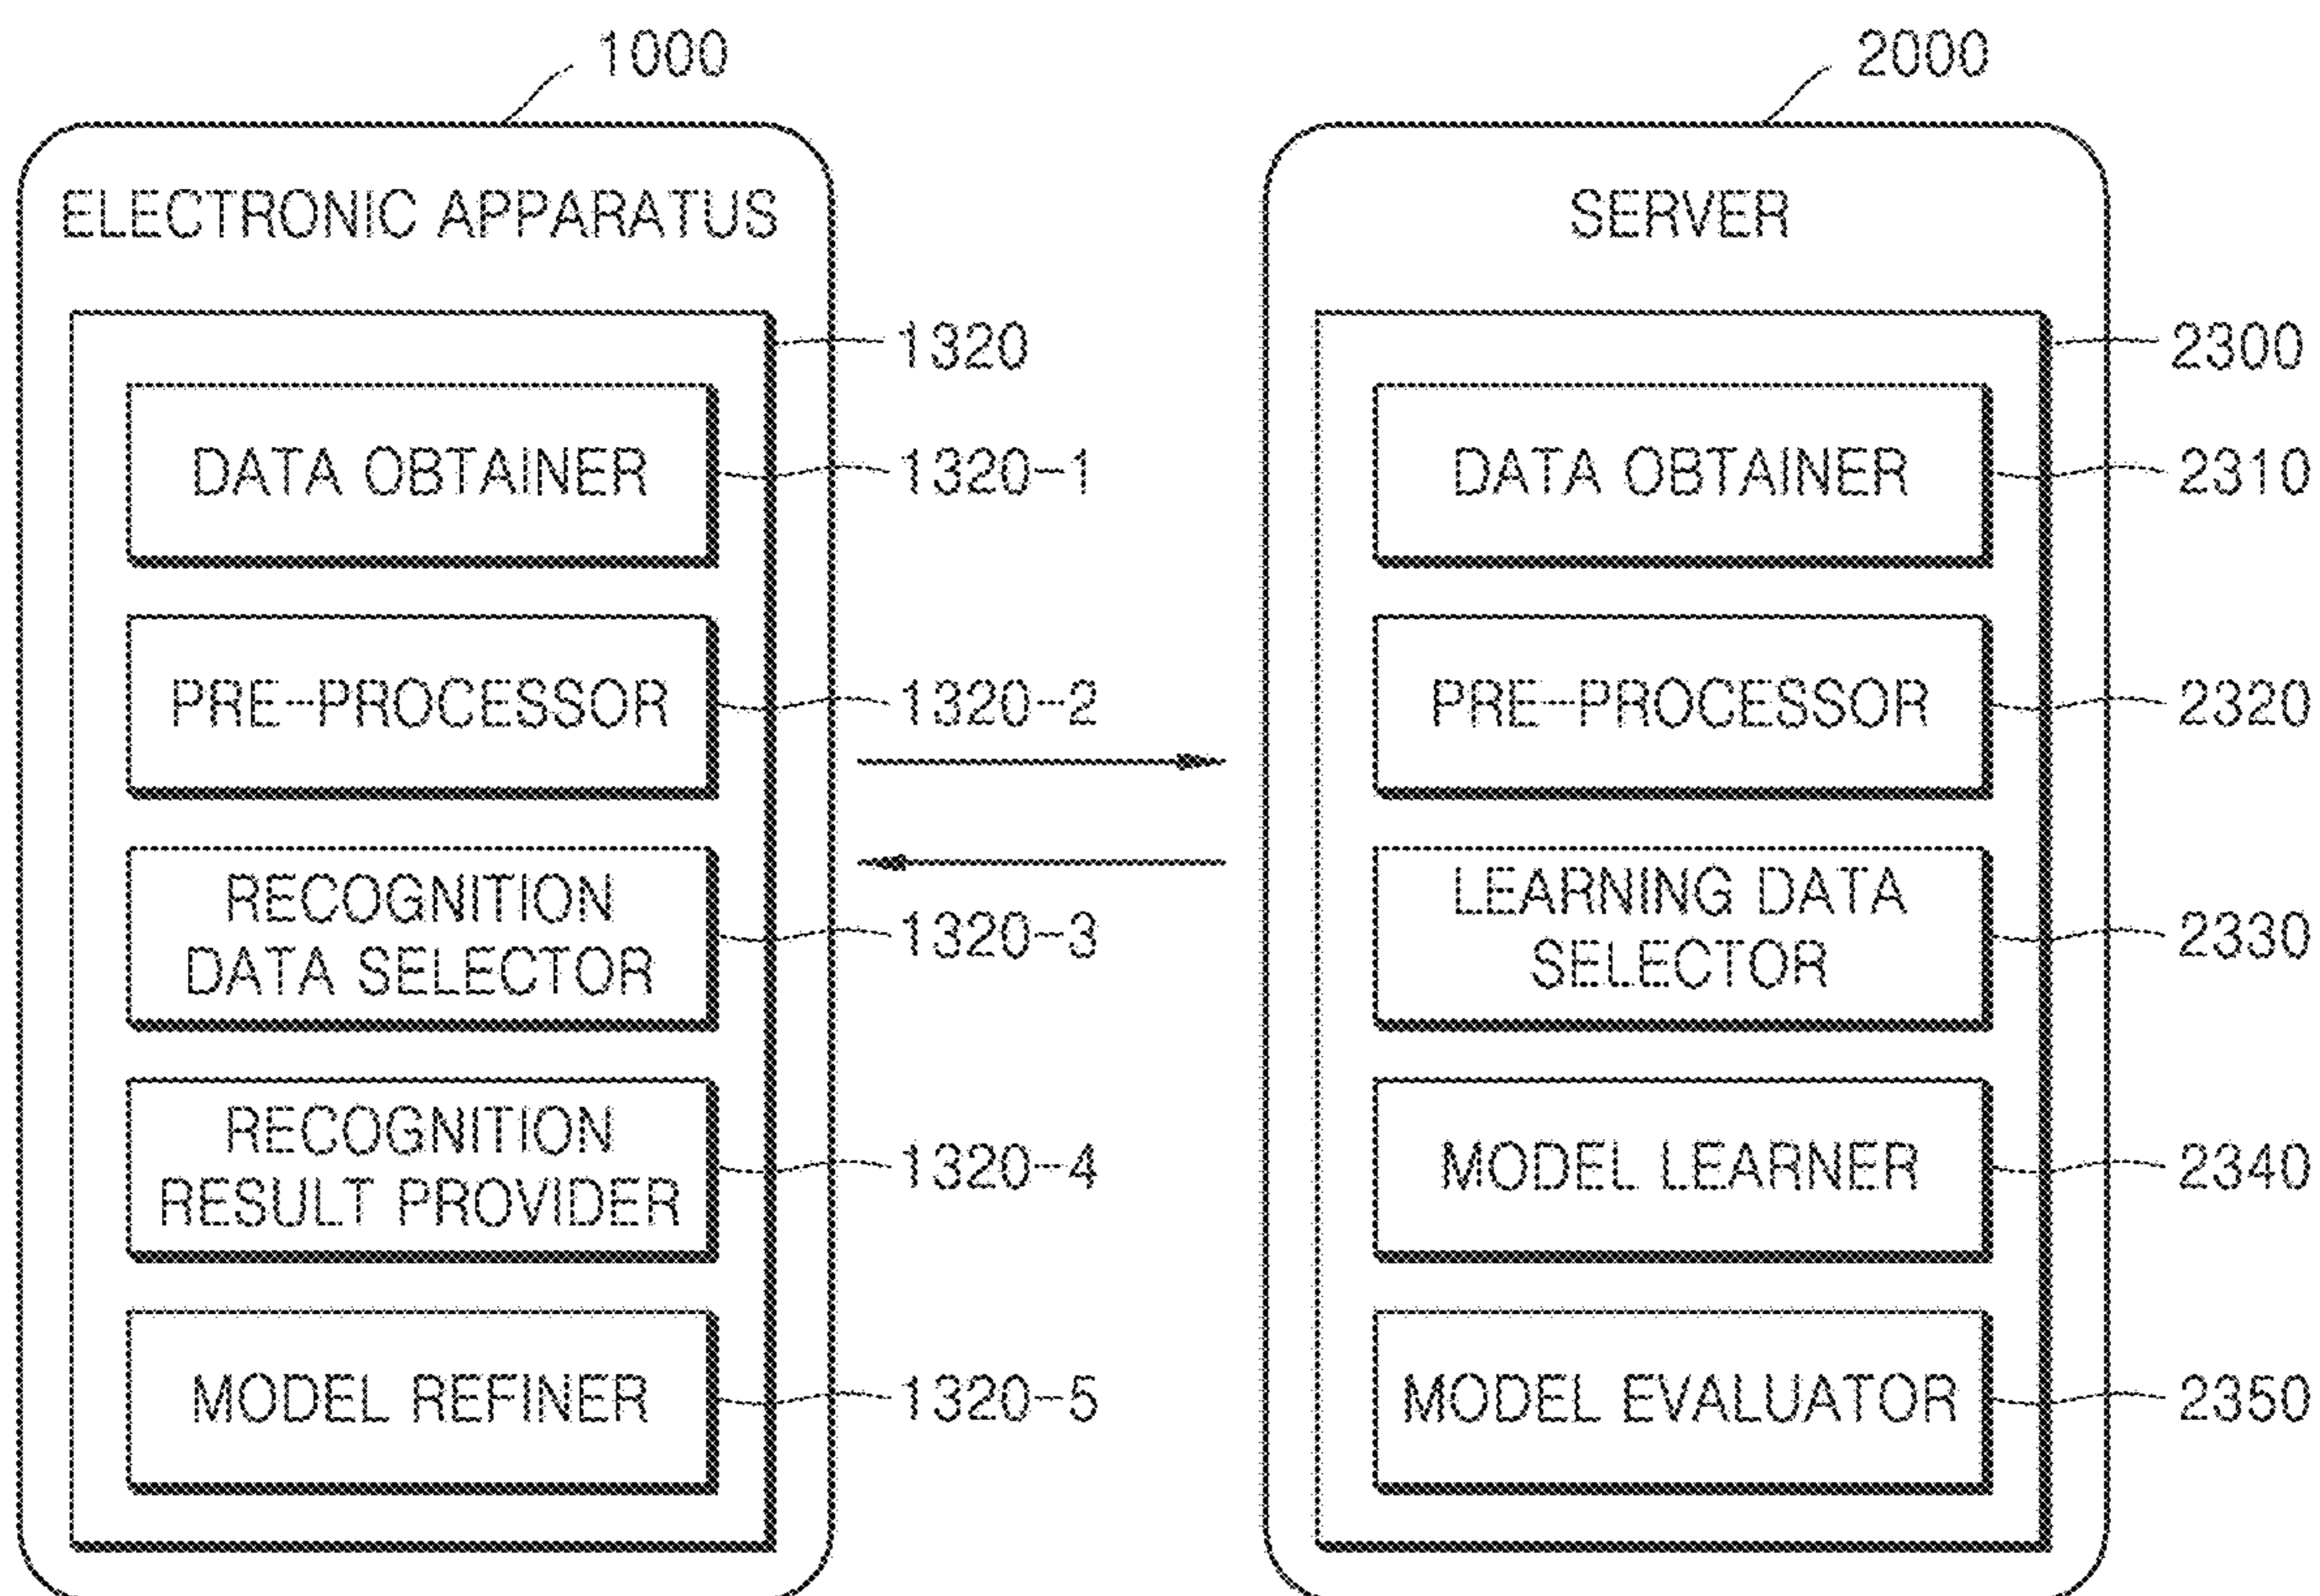 1000
ELECTRONIC APPARATUS
1320
DATA OBTAINER
1320-1
PRE-PROCESSOR
1320-2
RECOGNITION
DATA SELECTOR
1320-3
RECOGNITION
RESULT PROVIDER
1320-4
MODEL REFINER
1320-5
2000
SERVER
2300
DATA OBTAINER
2310
PRE-PROCESSOR
2320
LEARNING DATA
SELECTOR
2330
MODEL LEARNER
2340
MODEL EVALUATOR
2350